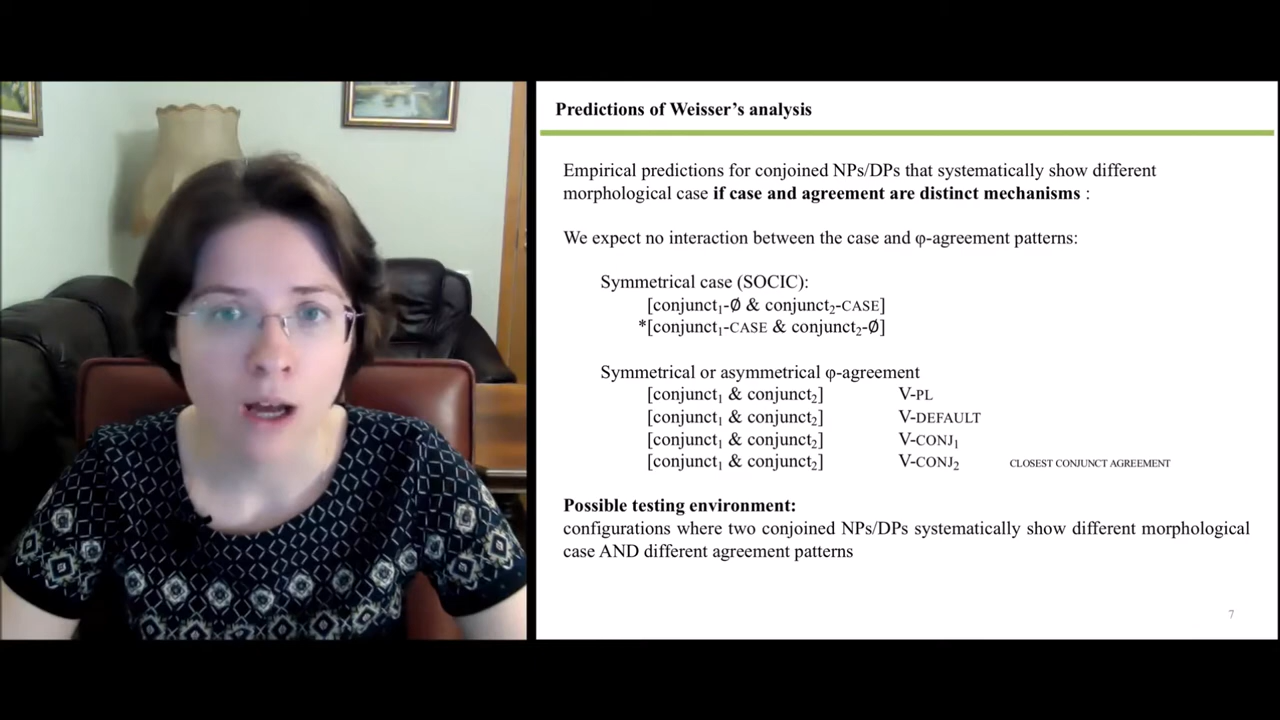 Predictions of Weisser’s analysis
Empirical predictions for conjoined NPs/DPs that systematically show different
morphological case if case and agreement are distinct mechanisms :
We expect no interaction between the case and φ-agreement patterns:
Symmetrical case (SOCIC):
[conjunct₁-Ø & conjunct₂-CASE]
*[conjunct₁-CASE & conjunct₂-Ø]
Symmetrical or asymmetrical φ-agreement
[conjunct₁ & conjunct₂] V-PL
[conjunct₁ & conjunct₂] V-DEFAULT
[conjunct₁ & conjunct₂] V-CONJ₁
[conjunct₁ & conjunct₂] V-CONJ₂ CLOSEST CONJUNCT AGREEMENT
Possible testing environment:
configurations where two conjoined NPs/DPs systematically show different morphological
case AND different agreement patterns
7